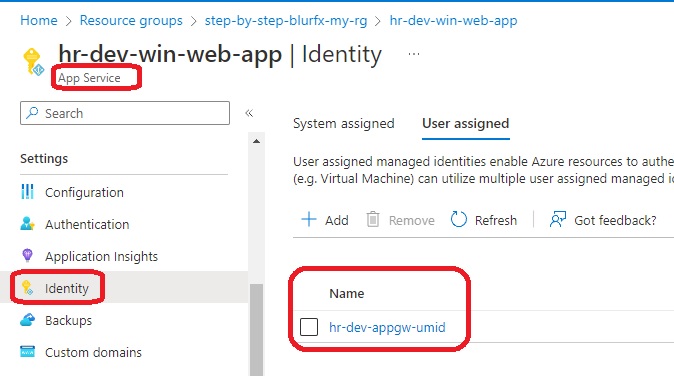 Home > Resource groups > step-by-step-blurfx-my-rg > hr-dev-win-web-app
hr-dev-win-web-app | Identity ...
App Service
Search
«
System assigned
User assigned
Settings
User assigned managed identities enable Azure resources to authe
(e.g. Virtual Machine) can utilize multiple user assigned managed ic
Configuration
Add
Remove
Refresh
Got feedback?
Authentication
Application Insights
Identity
Name
Backups
hr-dev-appgw-umid
Custom domains